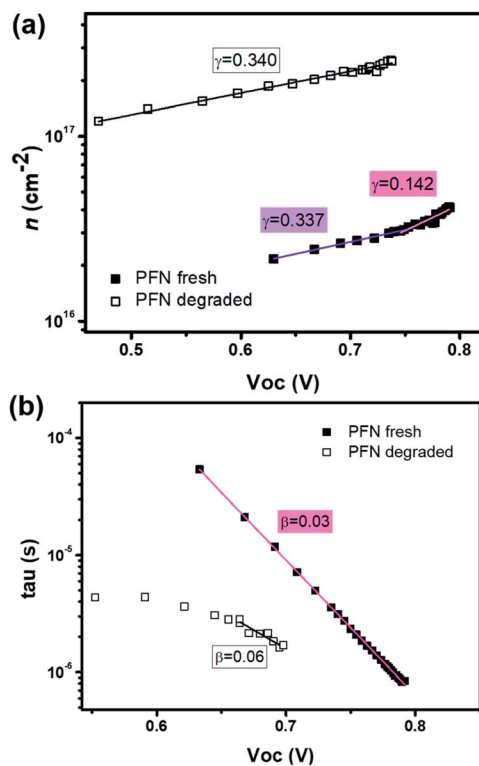 (a)
γ=0.340
10¹⁷
n (cm⁻²)
γ=0.142
γ=0.337
PFN fresh
PFN degraded
10¹⁶
0.5 0.6 0.7 0.8
Voc (V)
(b)
10⁻⁴
PFN fresh
PFN degraded
β=0.03
10⁻⁵
tau (s)
β=0.06
10⁻⁶
0.6 0.7 0.8
Voc (V)